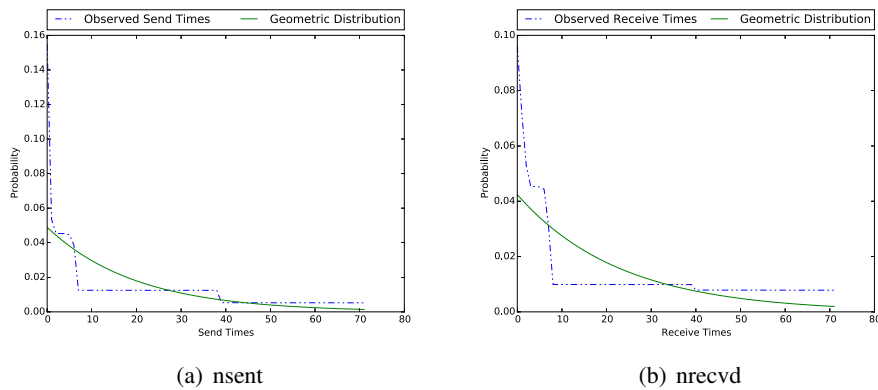 Observed Send Times
Geometric Distribution
0.16
0.14
0.12
0.10
0.08
0.06
0.04
0.02
0.00
Probability
0 10 20 30 40 50 60 70 80
Send Times
(a) nsent
Observed Receive Times
Geometric Distribution
0.10
0.08
0.06
0.04
0.02
0.00
Probability
0 10 20 30 40 50 60 70 80
Receive Times
(b) nrecvd